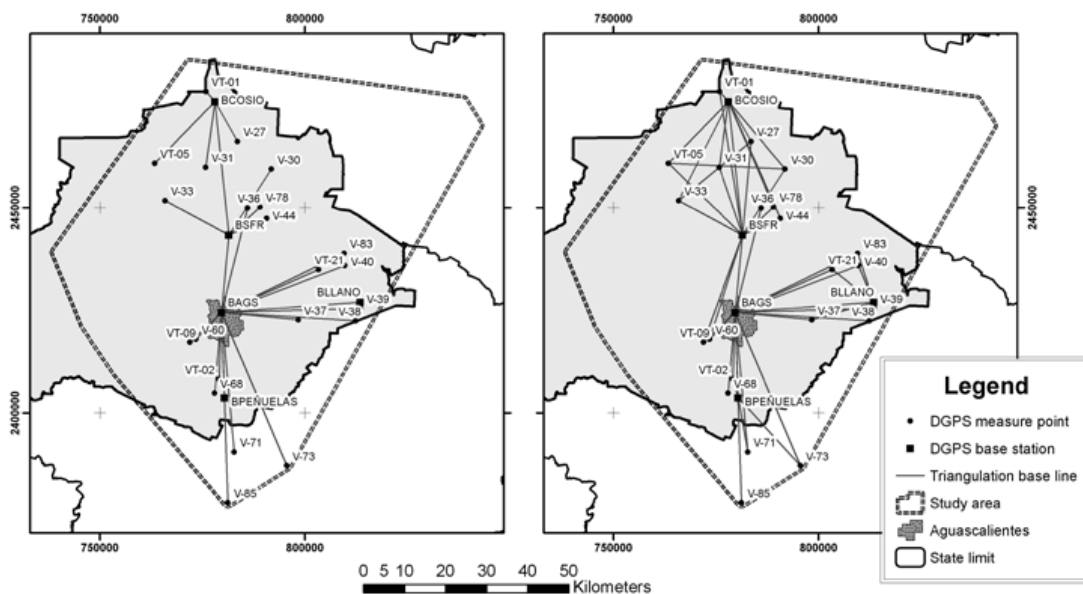 750000 800000 750000 800000
VT-01 VT-01
BCOSIO BCOSIO
V-27 V-27
VT-05 V-31 V-30 VT-05 V-31 V-30
V-33 V-36 V-78 V-33 V-36 V-78
2450000 V-44 V-44 2450000
BSFR BSFR
V-83 V-83
VT-21 V-40 VT-21 V-40
BAGS BLLANO V-39 BAGS BLLANO V-39
V-37 V-38 V-37 V-38
VT-09 V-60 VT-09 V-60
VT-02 VT-02
V-68 V-68
2400000 BPEÑUELAS BPEÑUELAS
V-71 V-71
V-73 V-73
V-85 V-85
750000 800000 750000 800000
Legend
DGPS measure point
DGPS base station
Triangulation base line
Study area
Aguascalientes
State limit
0 5 10 20 30 40 50
Kilometers